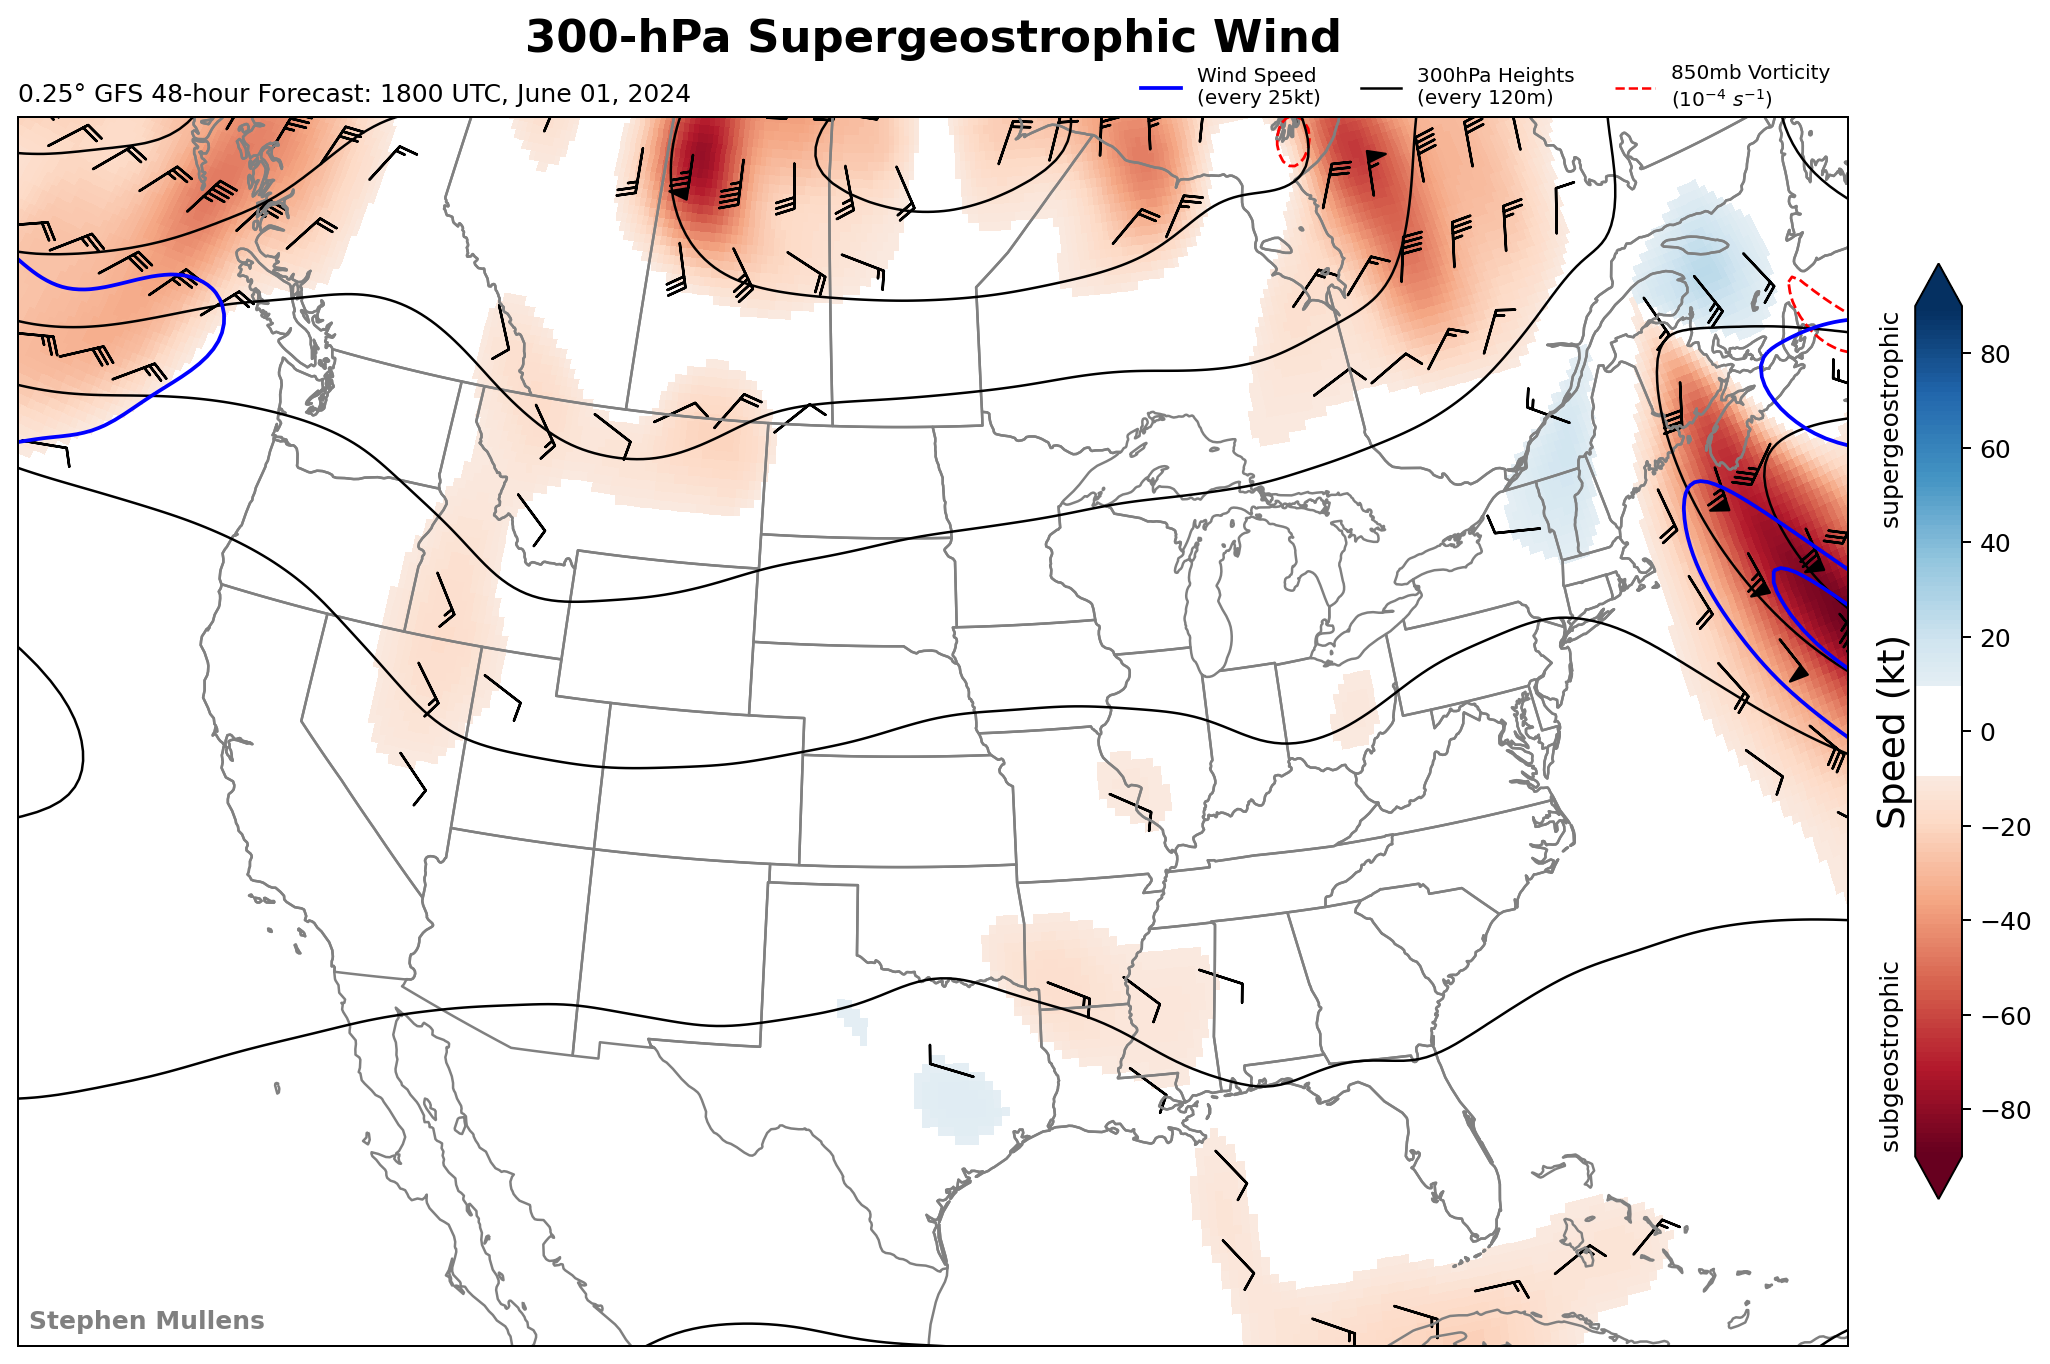 300-hPa Supergeostrophic Wind
0.25° GFS 48-hour Forecast: 1800 UTC, June 01, 2024
Wind Speed
(every 25kt)
300hPa Heights
(every 120m)
850mb Vorticity
(10⁻⁴ s⁻¹)
supergeostrophic
Speed (kt)
subgeostrophic
80
60
40
20
0
−20
−40
−60
−80
Stephen Mullens